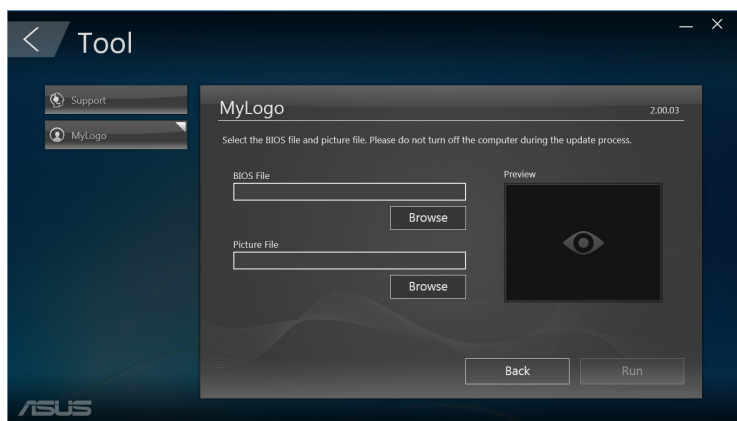 Tool
Support
MyLogo
MyLogo
2.00.03
Select the BIOS file and picture file. Please do not turn off the computer during the update process.
BIOS File
Browse
Picture File
Browse
Preview
Back
Run
ASUS